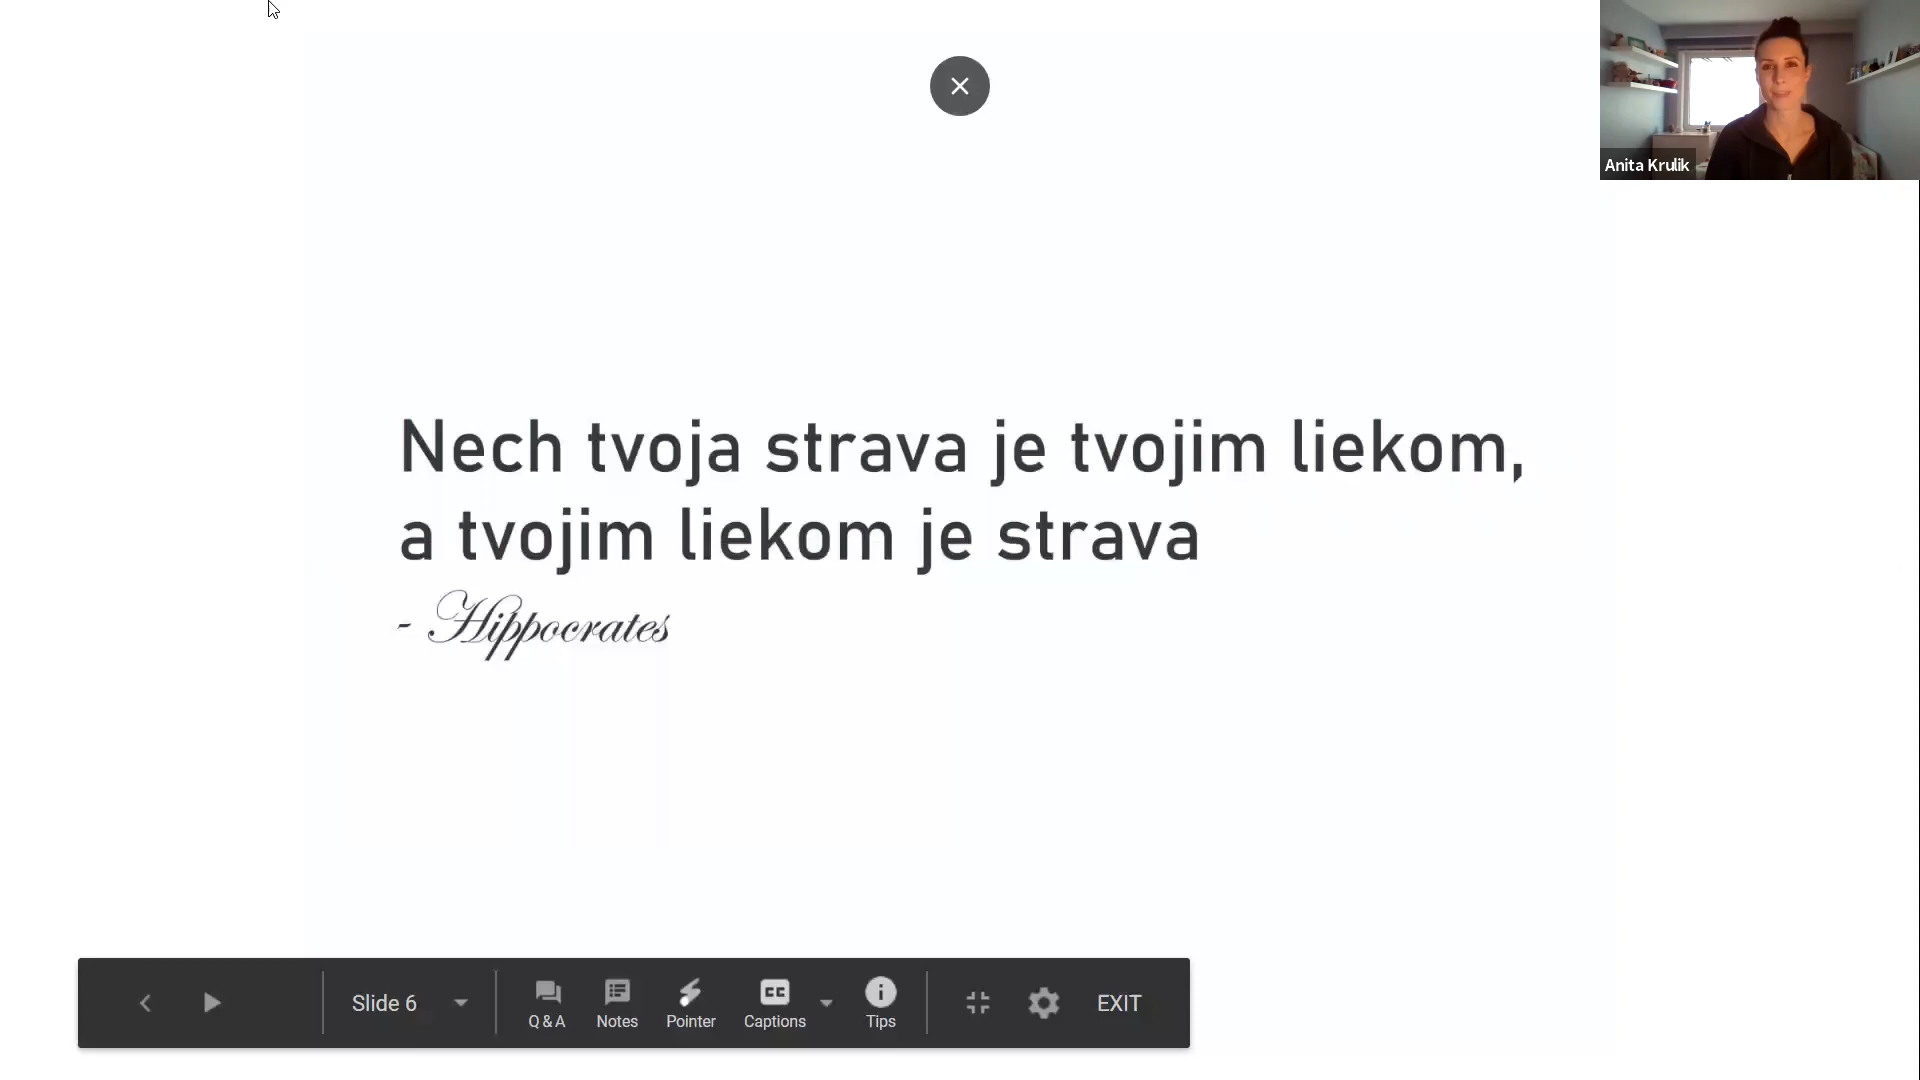 Anita Krulik
Nech tvoja strava je tvojim liekom,
a tvojim liekom je strava
- Hippocrates
Slide 6
Q & A
Notes
Pointer
CC
Captions
Tips
EXIT